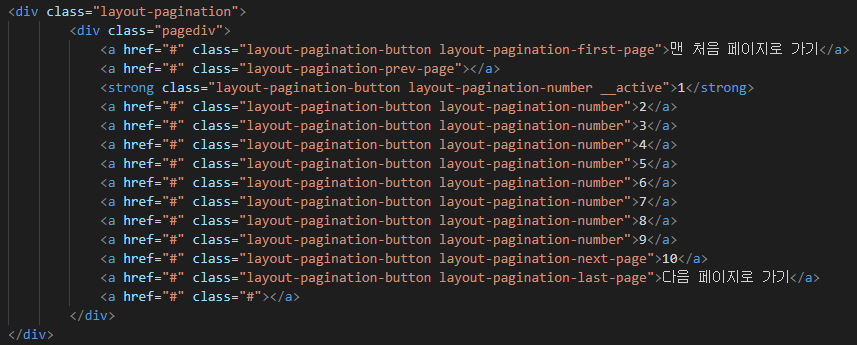 <div class="layout-pagination">
<div class="pagediv">
<a href="#" class="layout-pagination-button layout-pagination-first-page">맨 처음 페이지로 가기</a>
<a href="#" class="layout-pagination-prev-page"></a>
<strong class="layout-pagination-button layout-pagination-number __active">1</strong>
<a href="#" class="layout-pagination-button layout-pagination-number">2</a>
<a href="#" class="layout-pagination-button layout-pagination-number">3</a>
<a href="#" class="layout-pagination-button layout-pagination-number">4</a>
<a href="#" class="layout-pagination-button layout-pagination-number">5</a>
<a href="#" class="layout-pagination-button layout-pagination-number">6</a>
<a href="#" class="layout-pagination-button layout-pagination-number">7</a>
<a href="#" class="layout-pagination-button layout-pagination-number">8</a>
<a href="#" class="layout-pagination-button layout-pagination-number">9</a>
<a href="#" class="layout-pagination-button layout-pagination-next-page">10</a>
<a href="#" class="layout-pagination-button layout-pagination-last-page">다음 페이지로 가기</a>
<a href="#" class="#"></a>
</div>
</div>